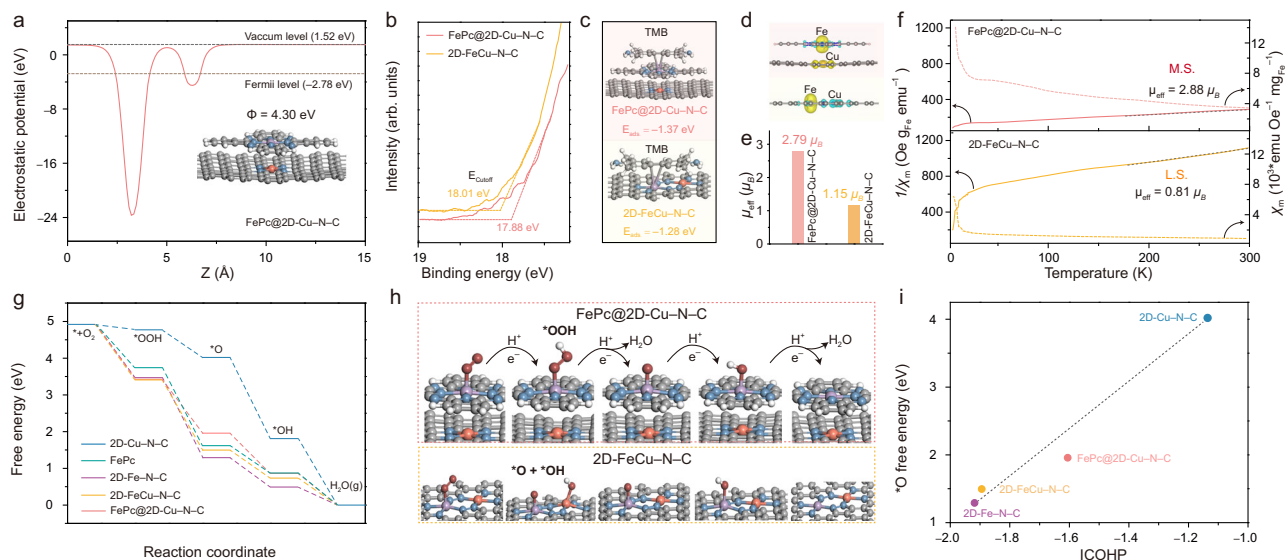 a
Electrostatic potential (eV)
0
−8
−16
−24
Vaccum level (1.52 eV)
Fermii level (−2.78 eV)
Φ = 4.30 eV
FePc@2D-Cu–N–C
0
5
10
15
Z (Å)
b
Intensity (arb. units)
FePc@2D-Cu–N–C
2D-FeCu–N–C
E_Cutoff
18.01 eV
17.88 eV
19
18
Binding energy (eV)
c
TMB
FePc@2D-Cu–N–C
E_ads = −1.37 eV
TMB
2D-FeCu–N–C
E_ads = −1.28 eV
d
Fe
Cu
Fe
Cu
e
μ_eff (μ_B)
3
2
1
0
2.79 μ_B
1.15 μ_B
FePc@2D-Cu–N–C
2D-FeCu–N–C
f
1/χ_m (Oe g_Fe emu⁻¹)
1200
800
400
FePc@2D-Cu–N–C
M.S.
μ_eff = 2.88 μ_B
12
8
4
1200
800
400
2D-FeCu–N–C
L.S.
μ_eff = 0.81 μ_B
12
8
4
χ_m (10³*emu Oe⁻¹ mg_Fe⁻¹)
0
100
200
300
Temperature (K)
g
Free energy (eV)
5
4
3
2
1
0
*+O₂
*OOH
*O
*OH
H₂O(g)
2D-Cu–N–C
FePc
2D-Fe–N–C
2D-FeCu–N–C
FePc@2D-Cu–N–C
Reaction coordinate
h
FePc@2D-Cu–N–C
*OOH
H⁺
e⁻
H⁺
H₂O
e⁻
H⁺
e⁻
H⁺
H₂O
e⁻
2D-FeCu–N–C
*O + *OH
i
*O free energy (eV)
4
3
2
1
2D-Cu–N–C
FePc@2D-Cu–N–C
2D-FeCu–N–C
2D-Fe–N–C
−2.0
−1.8
−1.6
−1.4
−1.2
−1.0
ICOHP